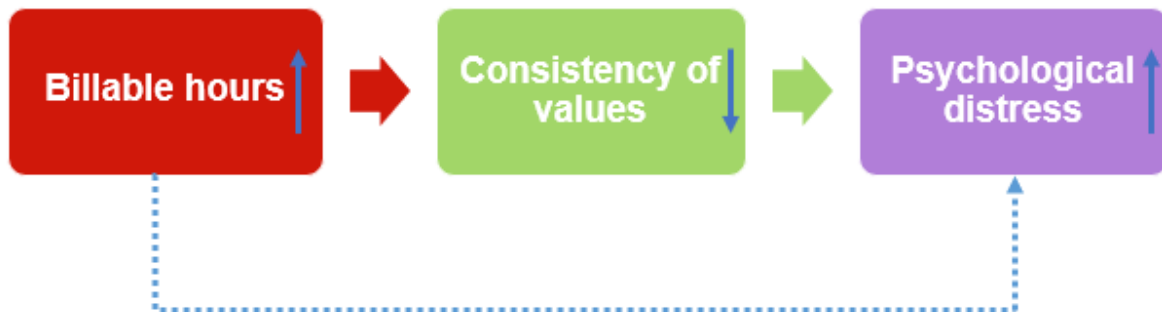 Billable hours
Consistency of
values
Psychological
distress